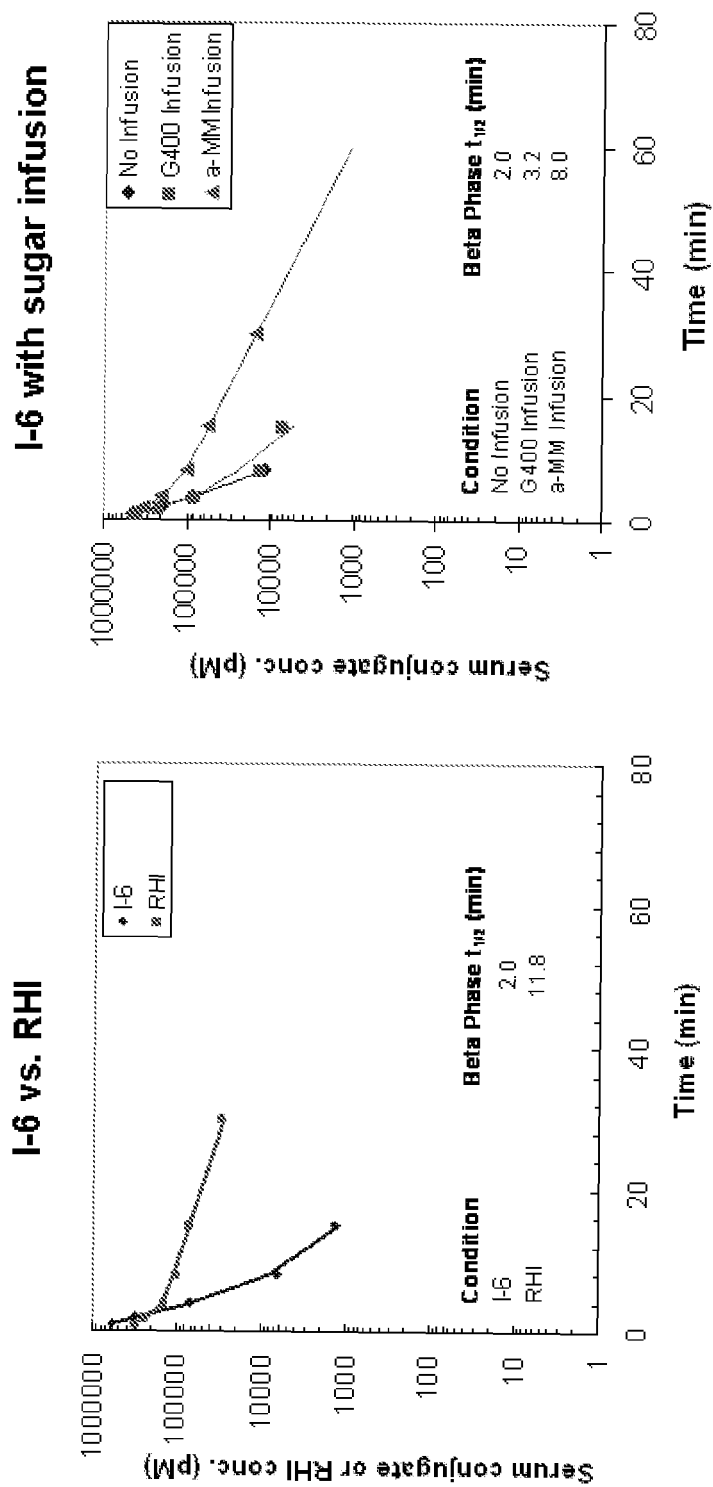 I-6 vs. RHI
Serum conjugate or RHI conc. (pM)
1000000
100000
10000
1000
100
10
1
I-6
RHI
Condition Beta Phase t1/2 (min)
I-6 2.0
RHI 11.8
0 20 40 60 80
Time (min)
I-6 with sugar infusion
Serum conjugate conc. (pM)
1000000
100000
10000
1000
100
10
1
No Infusion
G400 Infusion
a-MM Infusion
Condition Beta Phase t1/2 (min)
No Infusion 2.0
G400 Infusion 3.2
a-MM Infusion 8.0
0 20 40 60 80
Time (min)